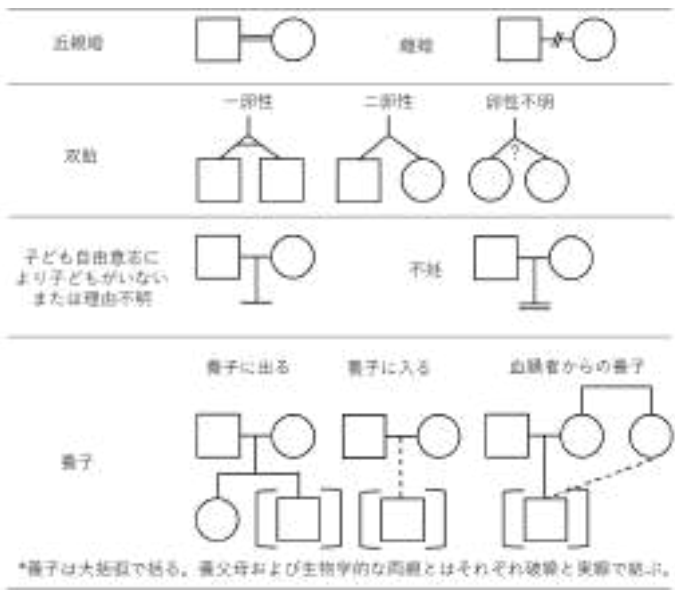 近親婚
離婚
一卵性
二卵性
卵性不明
双胎
?
子ども自由意志に
より子どもがいない
または理由不明
不妊
養子に出る
養子に入る
血縁者からの養子
養子
*養子は大括弧で括る。養父母および生物学的な両親とはそれぞれ破線と実線で結ぶ。